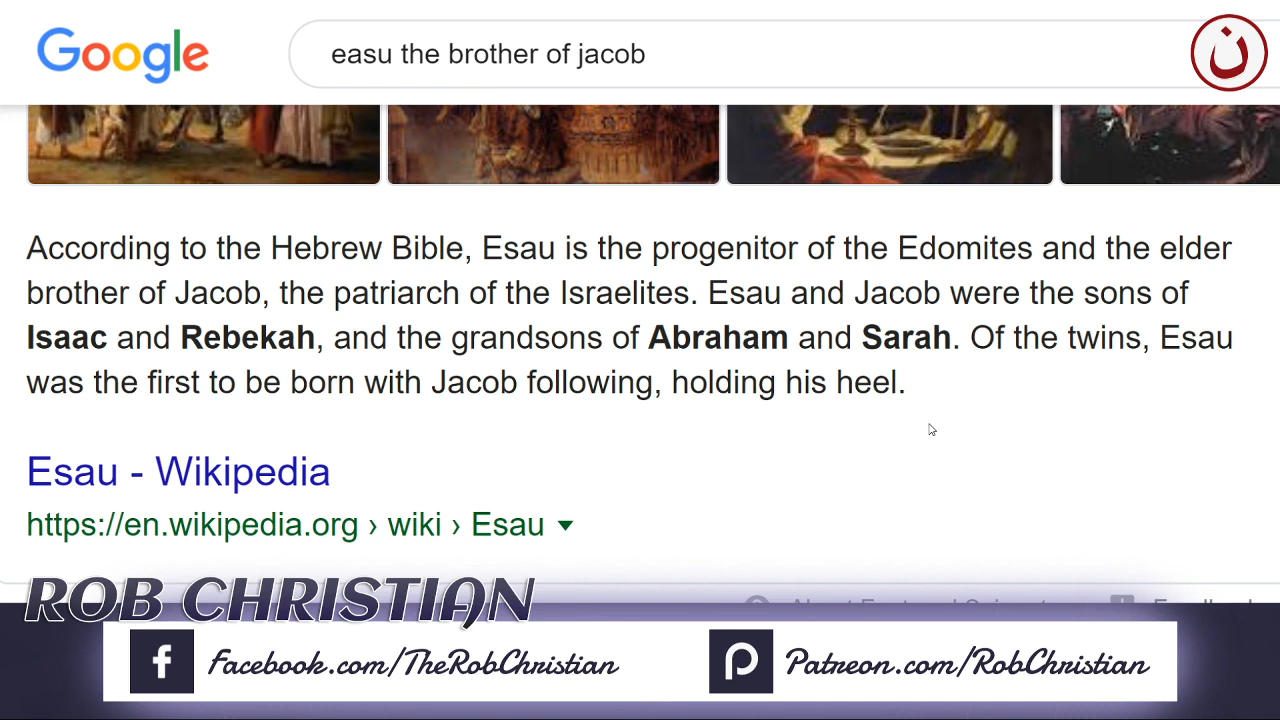 Google
easu the brother of jacob
ن
According to the Hebrew Bible, Esau is the progenitor of the Edomites and the elder
brother of Jacob, the patriarch of the Israelites. Esau and Jacob were the sons of
Isaac and Rebekah, and the grandsons of Abraham and Sarah. Of the twins, Esau
was the first to be born with Jacob following, holding his heel.
Esau - Wikipedia
https://en.wikipedia.org › wiki › Esau
ROB CHRISTIAN
Facebook.com/TheRobChristian
Patreon.com/RobChristian